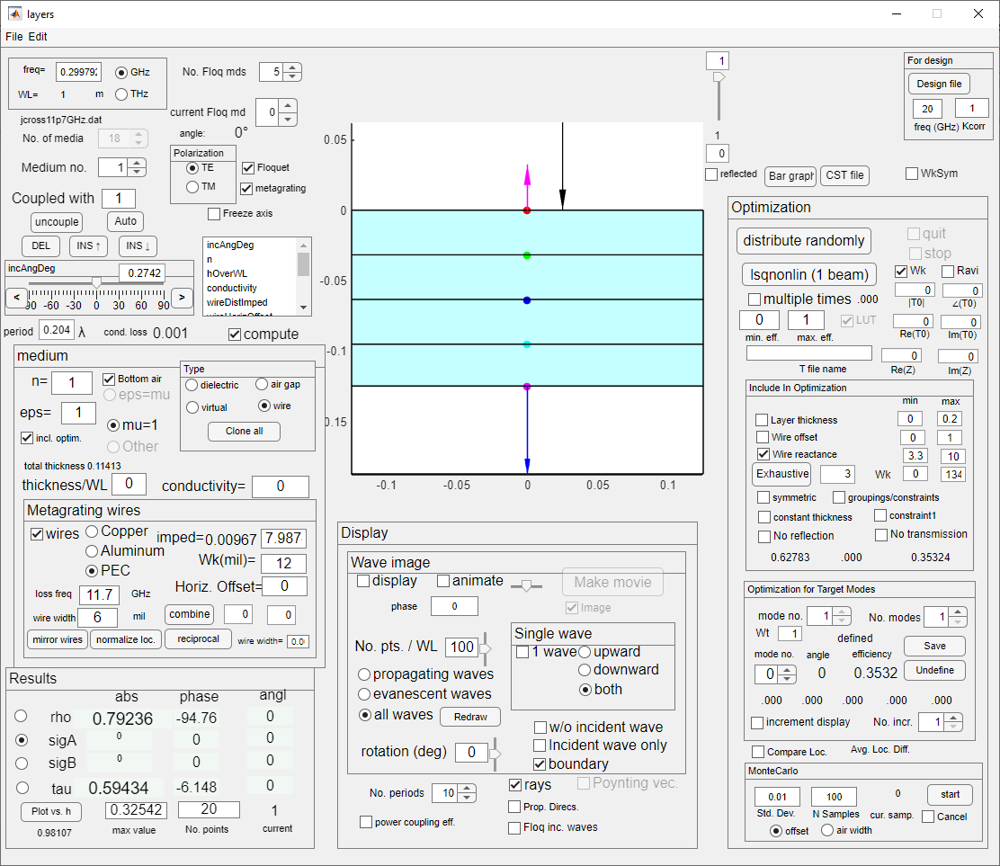 layers
File Edit
freq= 0.299792 GHz
WL= 1 m THz
No. Floq mds 5
jcross11p7GHz.dat
No. of media 18
current Floq md 0
angle: 0°
Medium no. 1
Polarization
TE
TM
Floquet
metagrating
Coupled with 1
uncouple Auto
Freeze axis
DEL INS ↑ INS ↓
incAngDeg 0.2742
< >
-60 -30 0 30 60 90
incAngDeg
n
hOverWL
conductivity
wireDistImped
wireHorizOffset
period 0.204 λ cond. loss 0.001 compute
medium
n= 1 Bottom air
eps=mu
eps= 1 mu=1
incl. optim. Other
Type
dielectric air gap
virtual wire
Clone all
total thickness 0.11413
thickness/WL 0 conductivity= 0
Metagrating wires
wires Copper imped=0.00967 7.987
Aluminum Wk(mil)= 12
PEC Horiz. Offset= 0
loss freq 11.7 GHz
wire width 6 mil combine 0 0
mirror wires normalize loc. reciprocal wire width= 0.0
Results
abs phase angl
rho 0.79236 -94.76 0
sigA 0 0 0
sigB 0 0 0
tau 0.59434 -6.148 0
Plot vs. h 0.32542 20 1
0.98107 max value No. points current
0.05
0
-0.05
-0.1
0.15
-0.1 -0.05 0 0.05 0.1
1
1
0
reflected Bar graph CST file
For design
Design file
20 1
freq (GHz) Kcorr
WkSym
Display
Wave image
display animate Make movie
phase 0 Image
No. pts. / WL 100
propagating waves
evanescent waves
all waves Redraw
rotation (deg) 0
Single wave
1 wave upward
downward
both
w/o incident wave
Incident wave only
boundary
No. periods 10 rays Poynting vec.
Prop. Direcs.
power coupling eff. Floq inc. waves
Optimization
distribute randomly quit
stop
lsqnonlin (1 beam) Wk Ravi
0 0
|T0| ∠(T0)
multiple times .000
0 1 LUT 0 0
min. eff. max. eff. Re(T0) Im(T0)
0 0
T file name Re(Z) Im(Z)
Include In Optimization
min max
Layer thickness 0 0.2
Wire offset 0 1
Wire reactance 3.3 10
Exhaustive 3 Wk 0 134
symmetric groupings/constraints
constant thickness constraint1
No reflection No transmission
0.62783 .000 0.35324
Optimization for Target Modes
mode no. 1 No. modes 1
Wt 1 defined
mode no. angle efficiency Save
0 0 0.3532 Undefine
.000 .000 .000 .000 .000
increment display No. incr. 1
Compare Loc. Avg. Loc. Diff.
MonteCarlo
0.01 100 0 start
Std. Dev. N Samples cur. samp. Cancel
offset air width